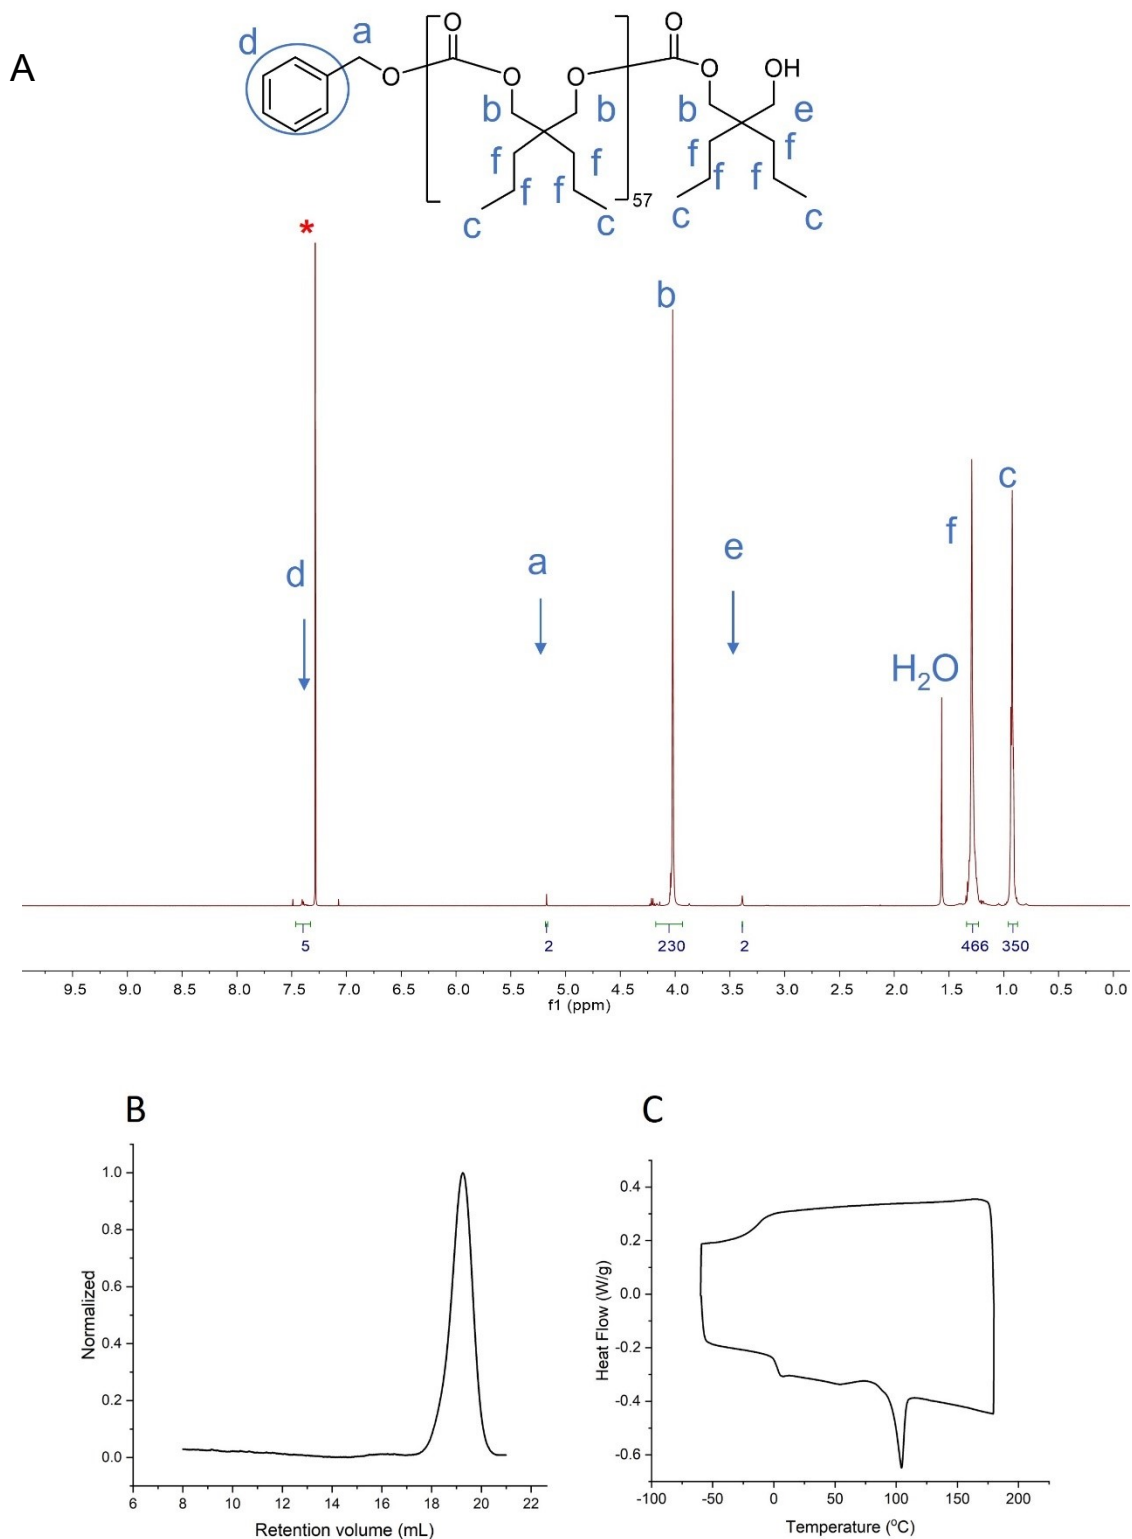 A
d a O O O O O O OH
b b b e
f f f f
f f f f
57
c c c c
*
b
c
f
e
a
d
H2O
5 2 230 2 466 350
9.5 9.0 8.5 8.0 7.5 7.0 6.5 6.0 5.5 5.0 4.5 4.0 3.5 3.0 2.5 2.0 1.5 1.0 0.5 0.0
f1 (ppm)
B
Normalized
1.0
0.8
0.6
0.4
0.2
0.0
6 8 10 12 14 16 18 20 22
Retention volume (mL)
C
Heat Flow (W/g)
0.4
0.2
0.0
-0.2
-0.4
-0.6
-100 -50 0 50 100 150 200
Temperature (°C)